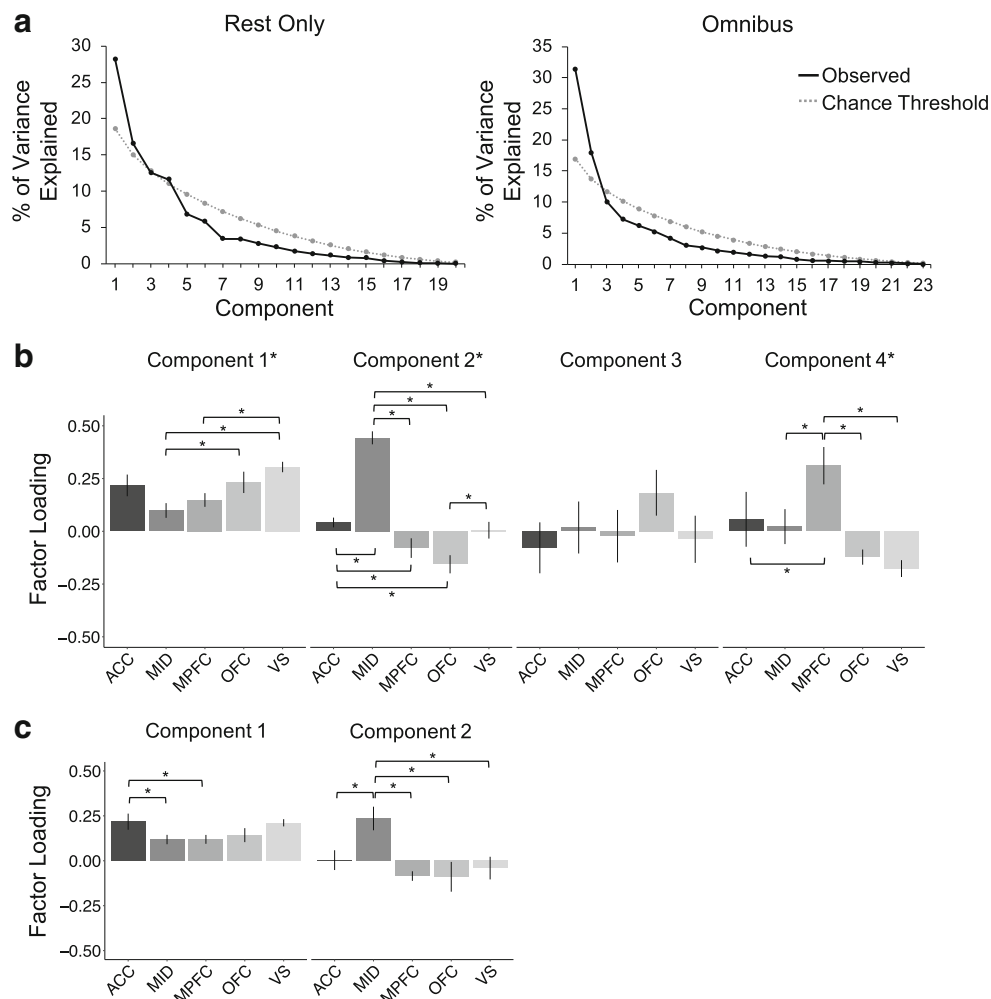 a
Rest Only
Omnibus
% of Variance
Explained
30
25
20
15
10
5
0
1 3 5 7 9 11 13 15 17 19
Component
% of Variance
Explained
35
30
25
20
15
10
5
0
1 3 5 7 9 11 13 15 17 19 21 23
Component
Observed
Chance Threshold
b
Component 1*
Component 2*
Component 3
Component 4*
Factor Loading
0.50
0.25
0.00
−0.25
−0.50
* * *
* * * * * * *
* * * *
ACC MID MPFC OFC VS
ACC MID MPFC OFC VS
ACC MID MPFC OFC VS
ACC MID MPFC OFC VS
c
Component 1
Component 2
Factor Loading
0.50
0.25
0.00
−0.25
−0.50
* *
* * * *
ACC MID MPFC OFC VS
ACC MID MPFC OFC VS